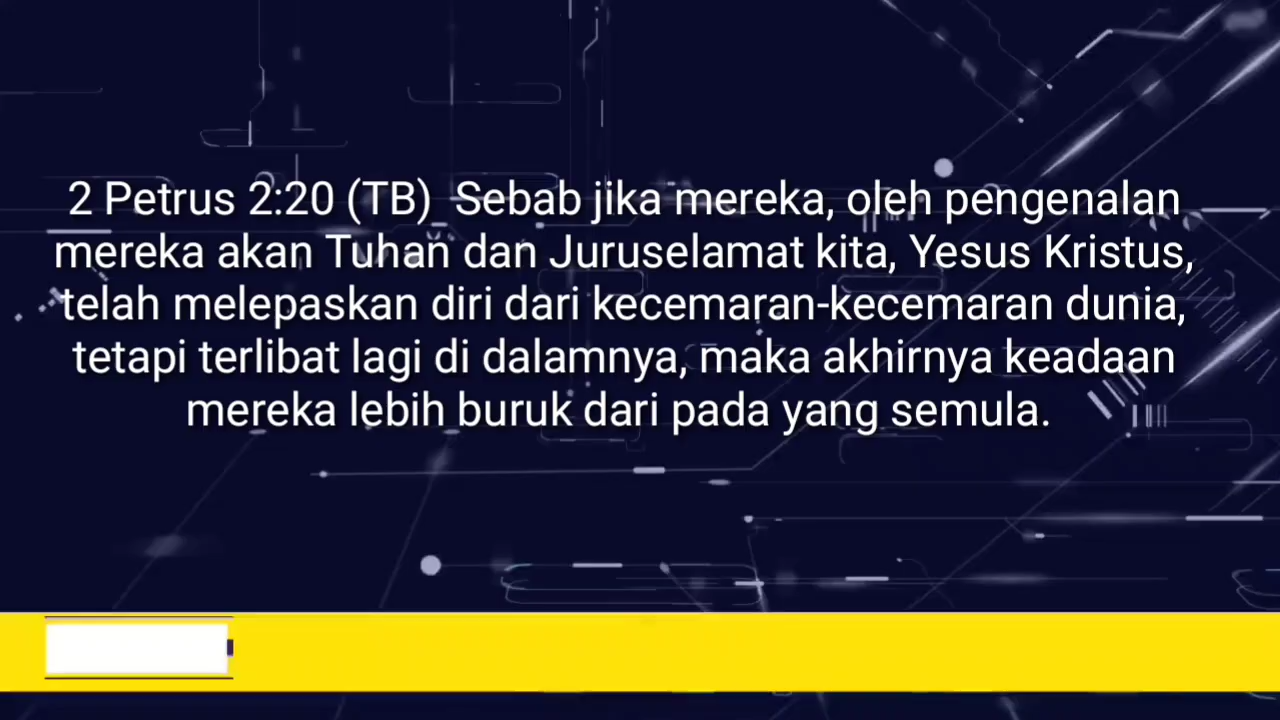 2 Petrus 2:20 (TB)  Sebab jika mereka, oleh pengenalan
mereka akan Tuhan dan Juruselamat kita, Yesus Kristus,
telah melepaskan diri dari kecemaran-kecemaran dunia,
tetapi terlibat lagi di dalamnya, maka akhirnya keadaan
mereka lebih buruk dari pada yang semula.